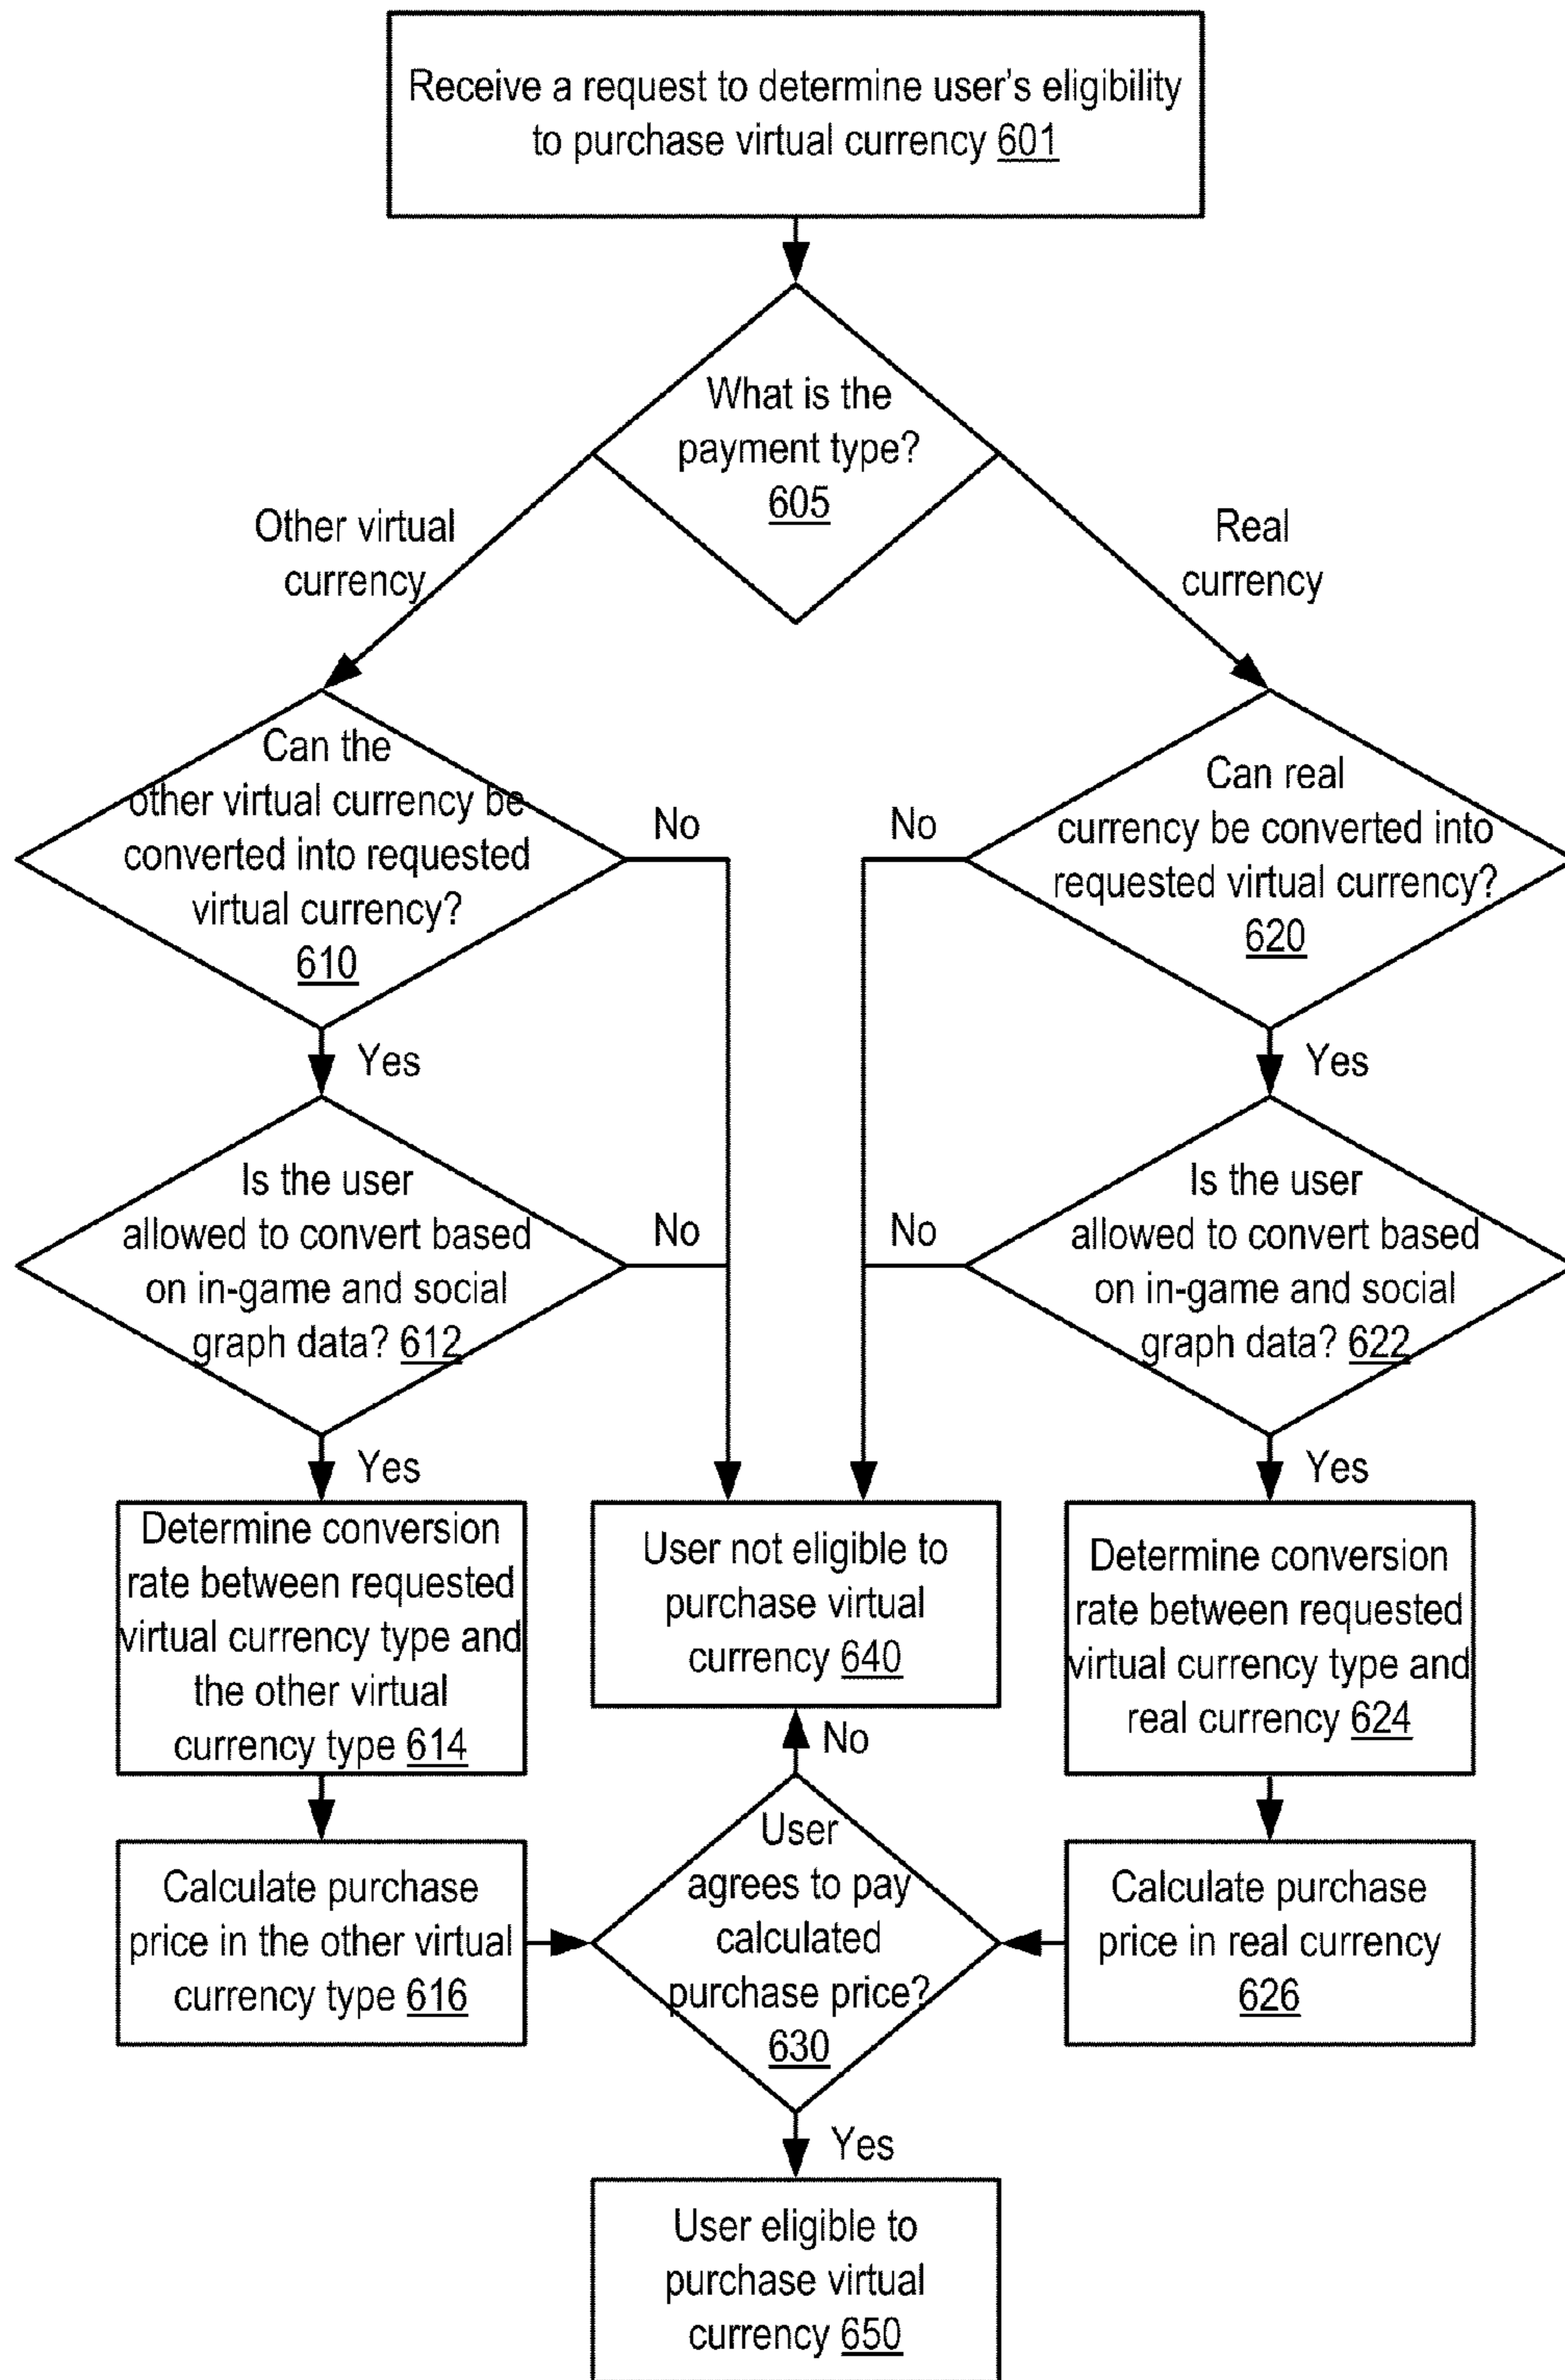 Receive a request to determine user's eligibility
to purchase virtual currency 601
What is the
payment type?
605
Other virtual
currency
Real
currency
Can the
other virtual currency be
converted into requested
virtual currency?
610
No
No
Can real
currency be converted into
requested virtual currency?
620
Yes
Yes
Is the user
allowed to convert based
on in-game and social
graph data? 612
No
No
Is the user
allowed to convert based
on in-game and social
graph data? 622
Yes
Yes
Determine conversion
rate between requested
virtual currency type and
the other virtual
currency type 614
User not eligible to
purchase virtual
currency 640
Determine conversion
rate between requested
virtual currency type and
real currency 624
No
Calculate purchase
price in the other virtual
currency type 616
User
agrees to pay
calculated
purchase price?
630
Calculate purchase
price in real currency
626
Yes
User eligible to
purchase virtual
currency 650